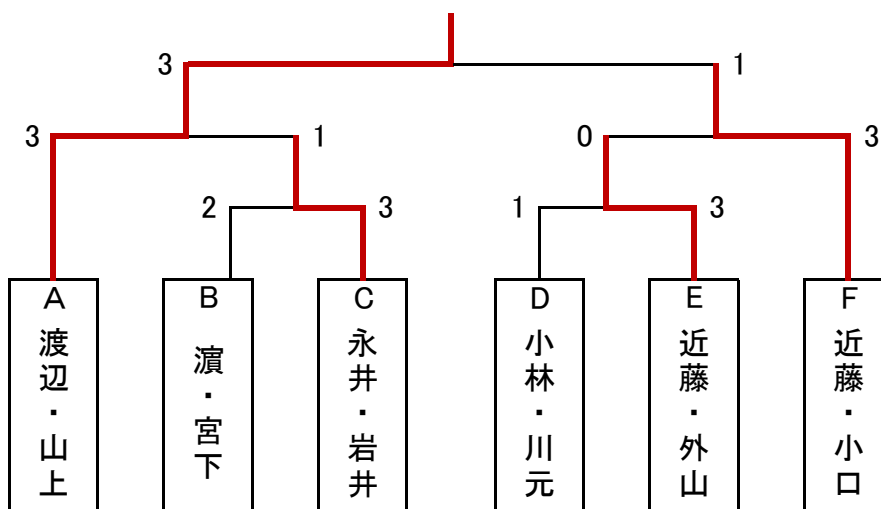 3 1
3 1 0 3
2 3 1 3
A B C D E F
渡辺・山上
濵・宮下
永井・岩井
小林・川元
近藤・外山
近藤・小口